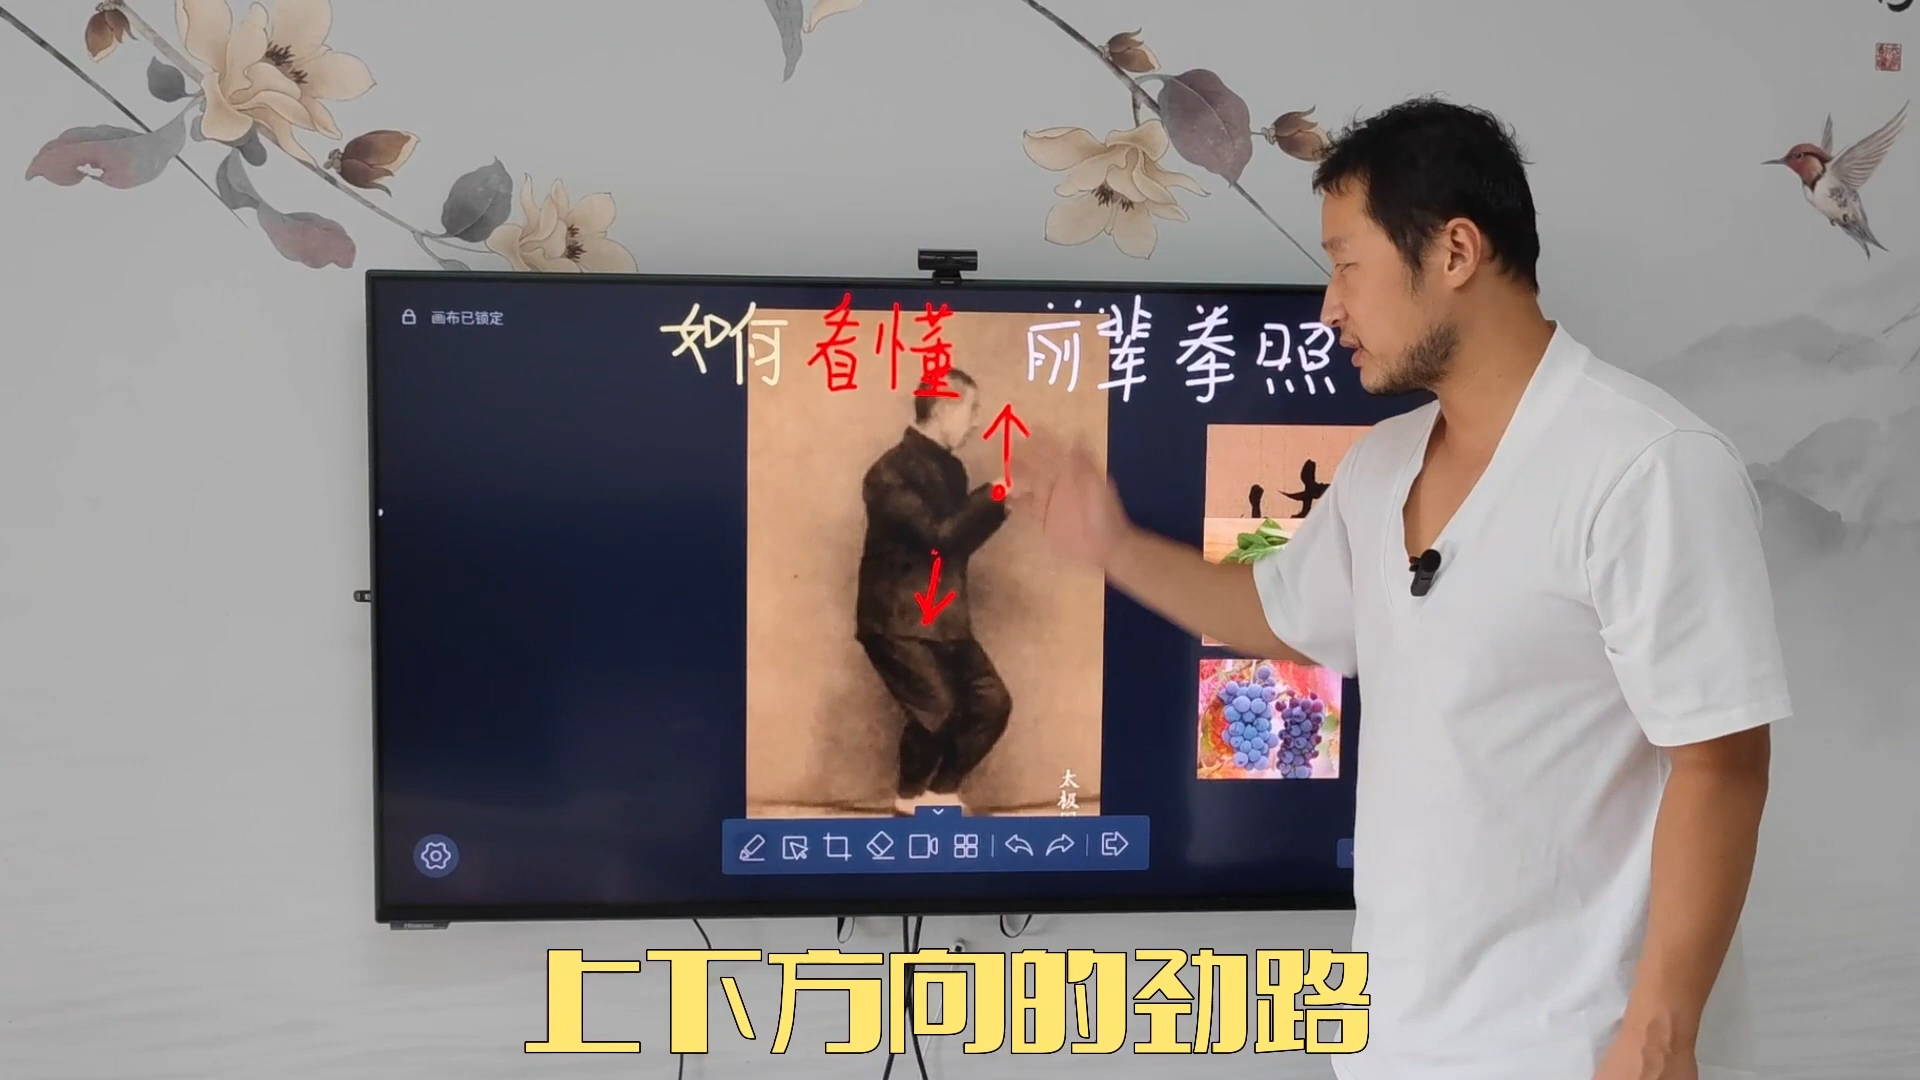 画布已锁定
如何看懂 前辈拳照
太极
上下方向的劲路